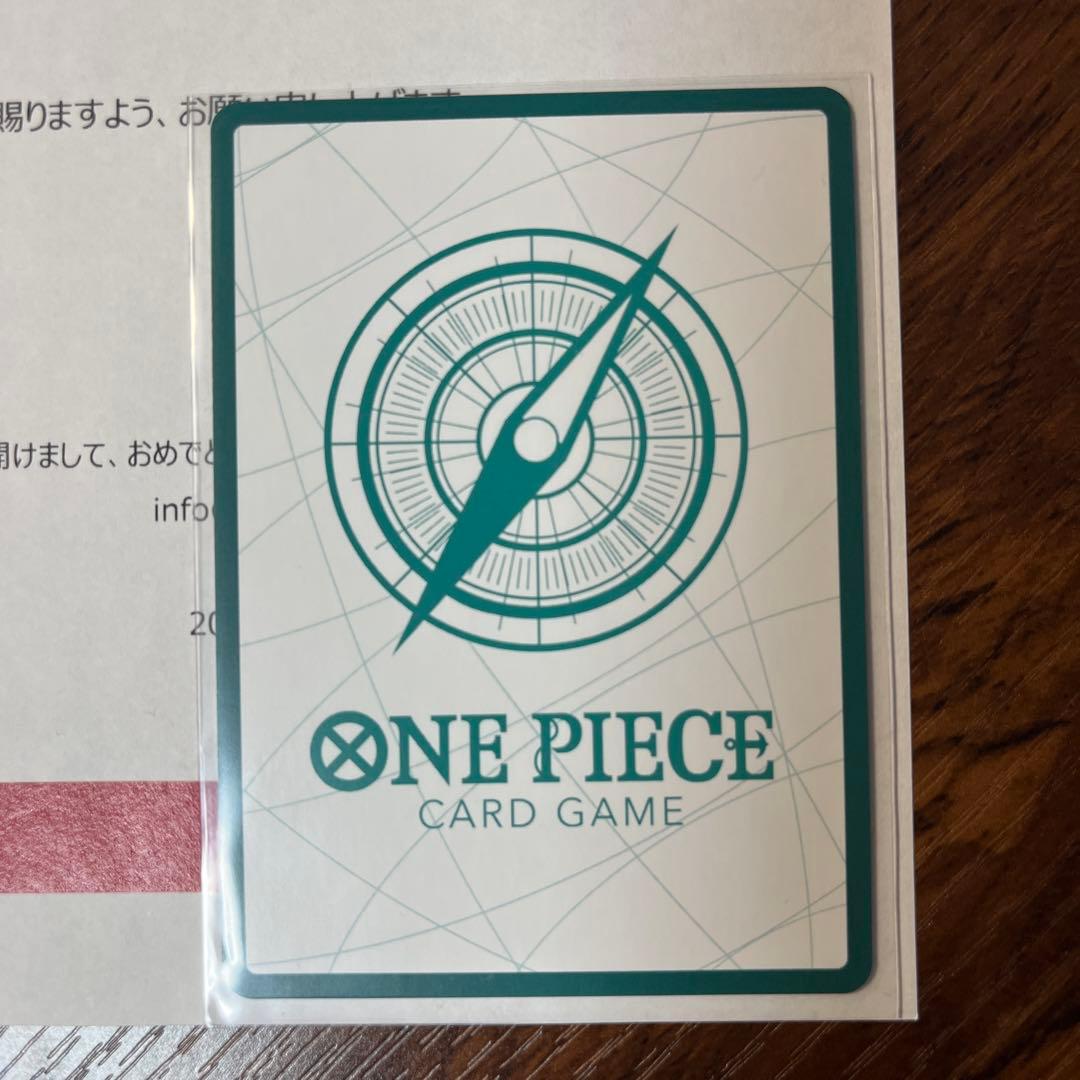 賜りますよう、お願い申し上げます
開けまして、おめでと
info
20
ONE PIECE
CARD GAME